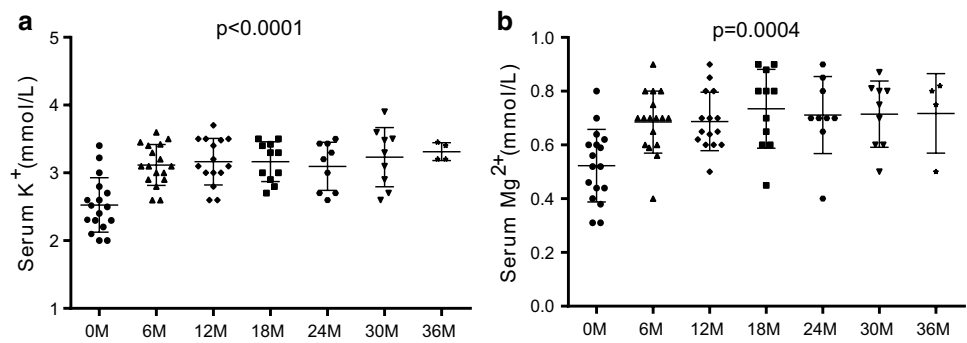 a
p<0.0001
Serum K⁺(mmol/L)
5
4
3
2
1
0M 6M 12M 18M 24M 30M 36M
b
p=0.0004
Serum Mg²⁺(mmol/L)
1.0
0.8
0.6
0.4
0.2
0.0
0M 6M 12M 18M 24M 30M 36M